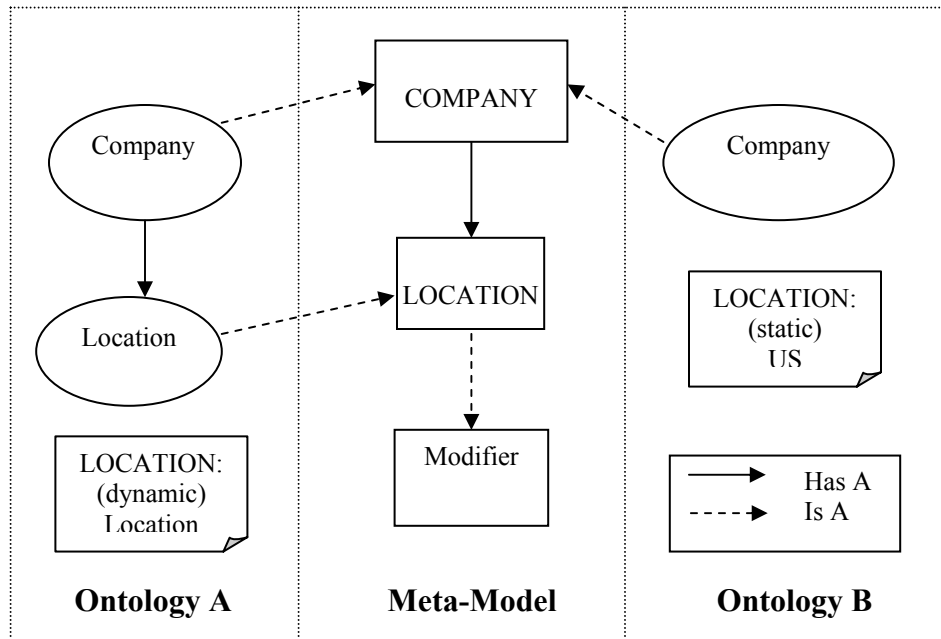 Company
Location
LOCATION:
(dynamic)
Location
Ontology A
COMPANY
LOCATION
Modifier
Meta-Model
Company
LOCATION:
(static)
US
Has A
Is A
Ontology B